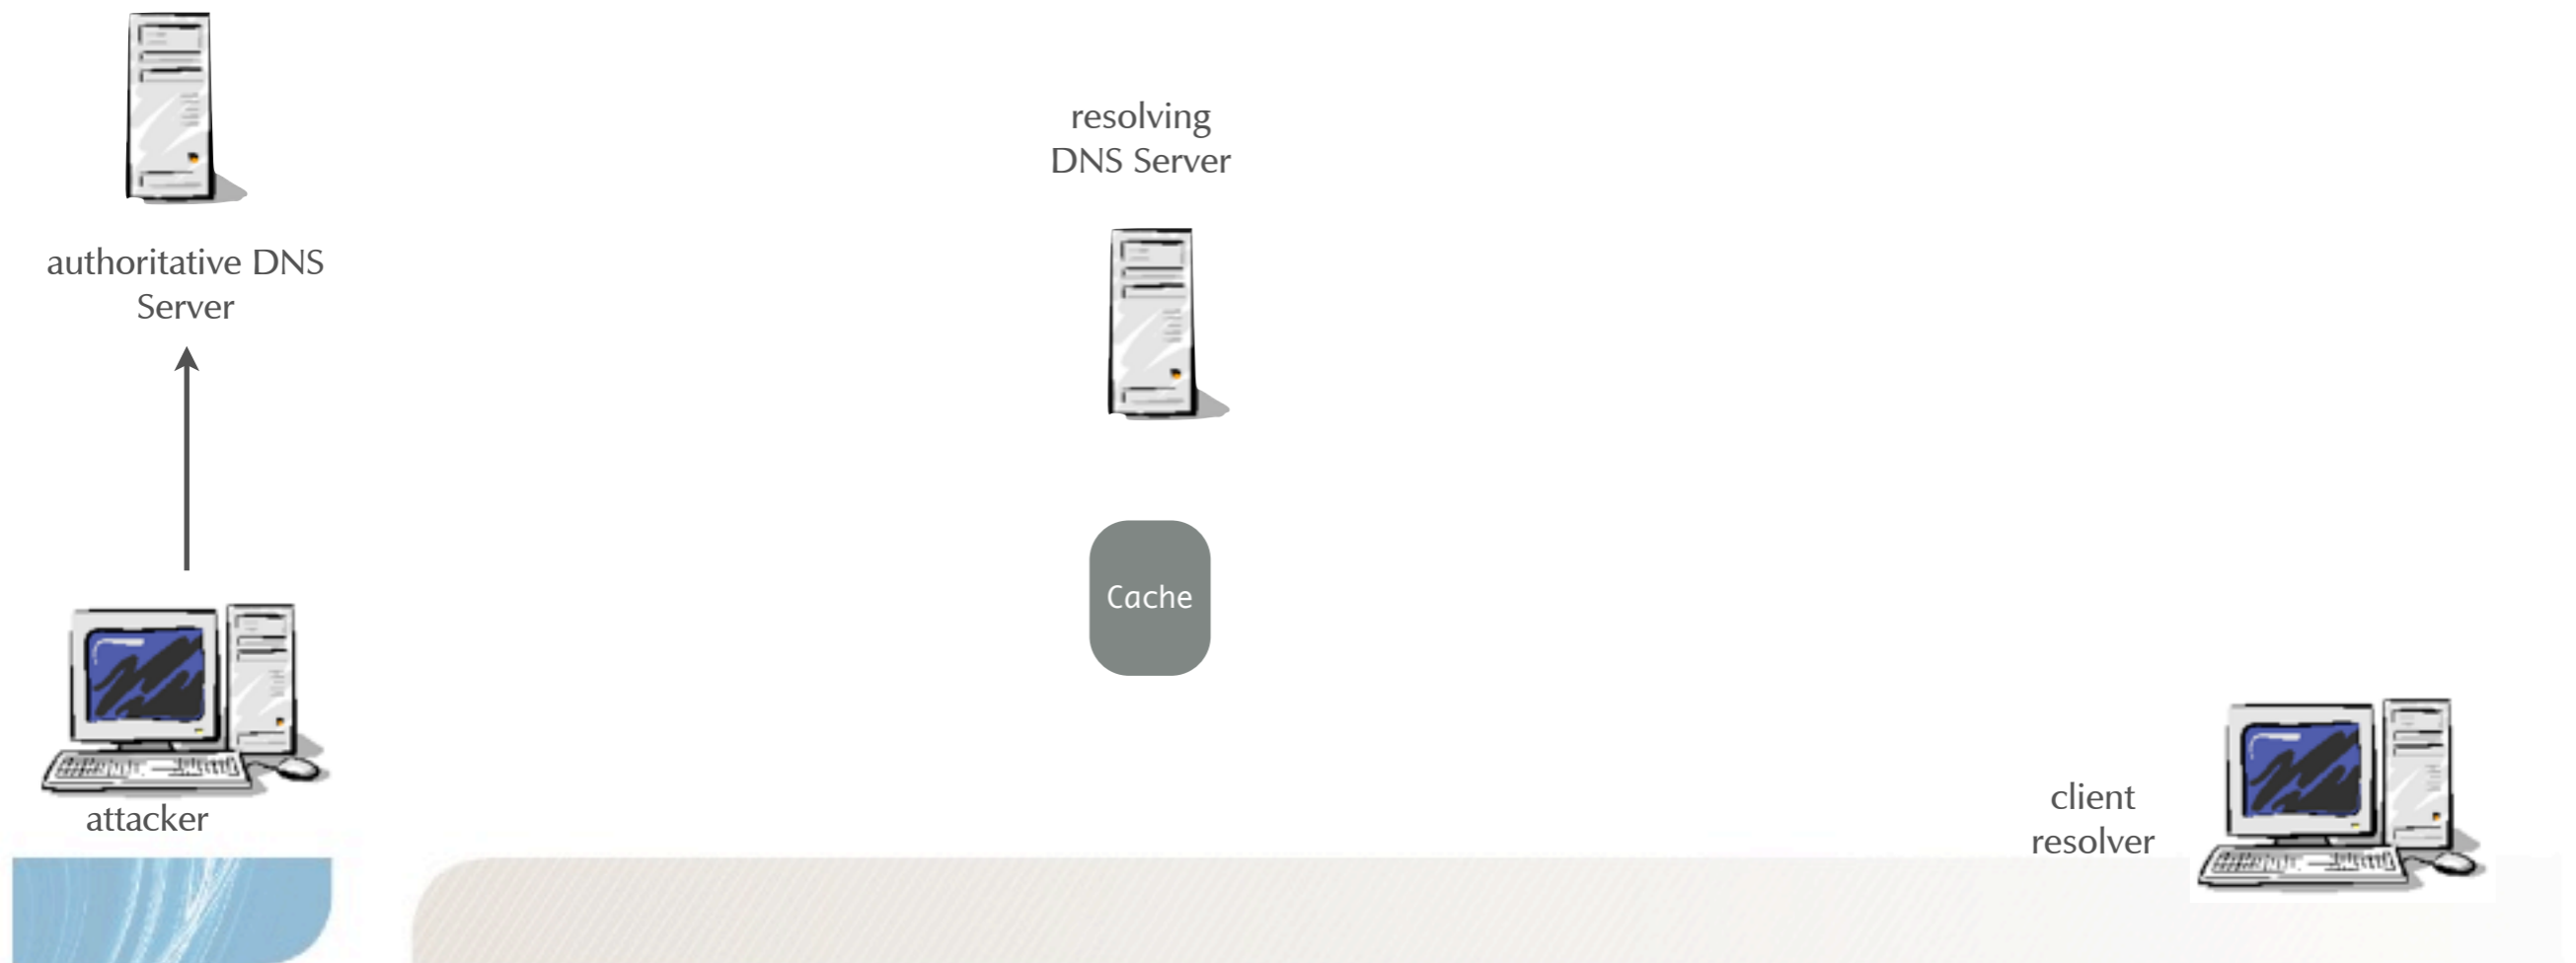 resolving
DNS Server
authoritative DNS
Server
Cache
attacker
client
resolver